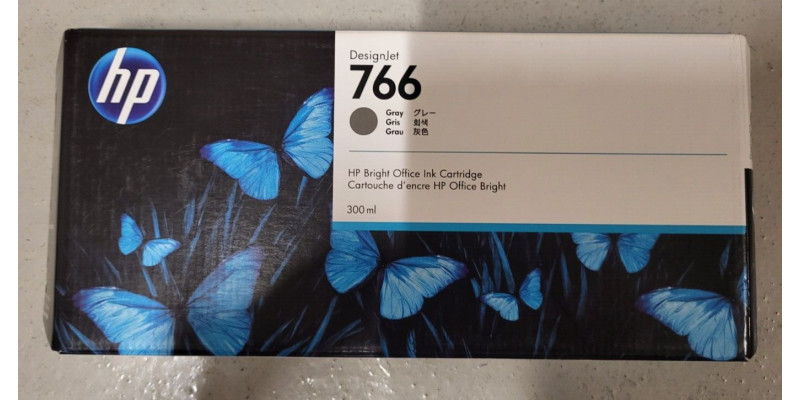 hp
DesignJet
766
Gray グレー
Gris 회색
Grau 灰色
HP Bright Office Ink Cartridge
Cartouche d'encre HP Office Bright
300 ml